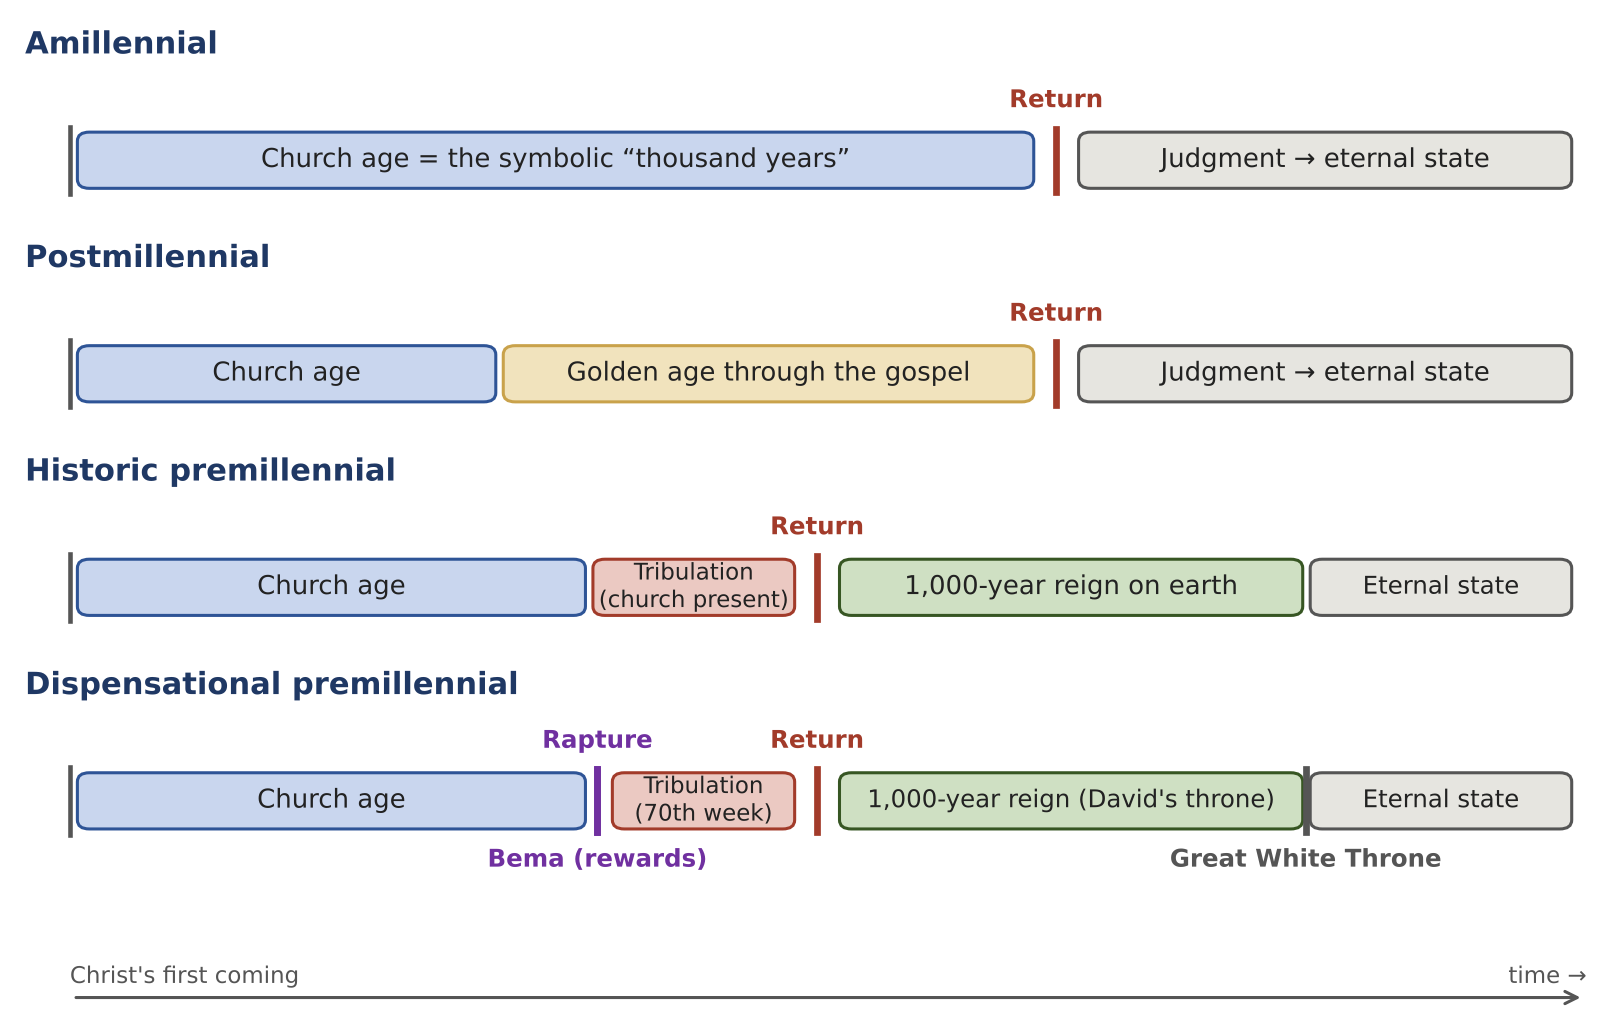 Amillennial
Return
Church age = the symbolic “thousand years”
Judgment → eternal state
Postmillennial
Return
Church age
Golden age through the gospel
Judgment → eternal state
Historic premillennial
Return
Church age
Tribulation
(church present)
1,000-year reign on earth
Eternal state
Dispensational premillennial
Rapture
Return
Church age
Tribulation
(70th week)
1,000-year reign (David's throne)
Eternal state
Bema (rewards)
Great White Throne
Christ's first coming
time →